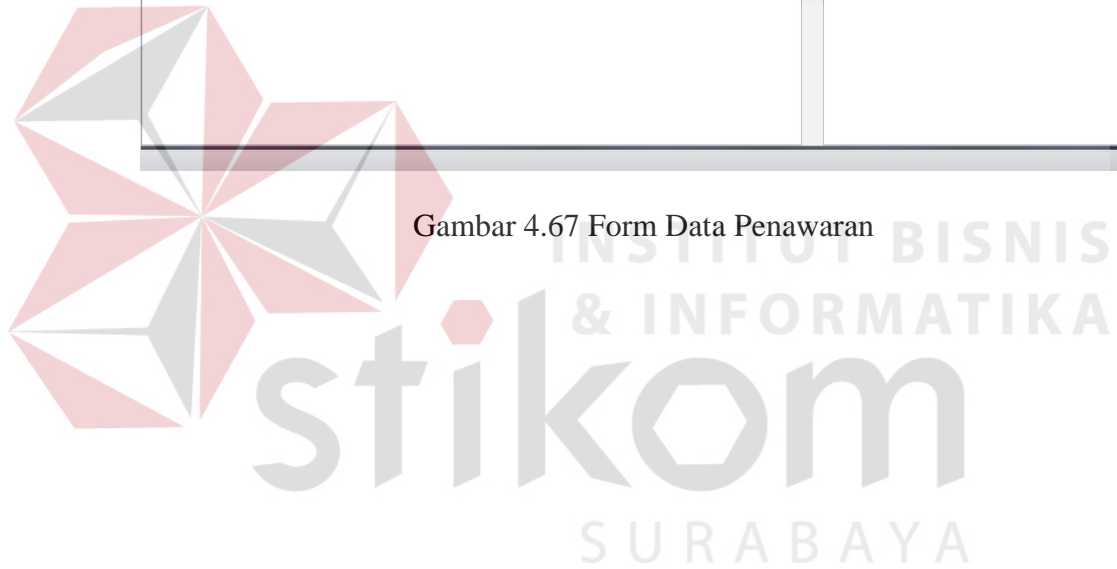 Gambar 4.67 Form Data Penawaran
INSTITUT BISNIS
& INFORMATIKA
stikom
SURABAYA